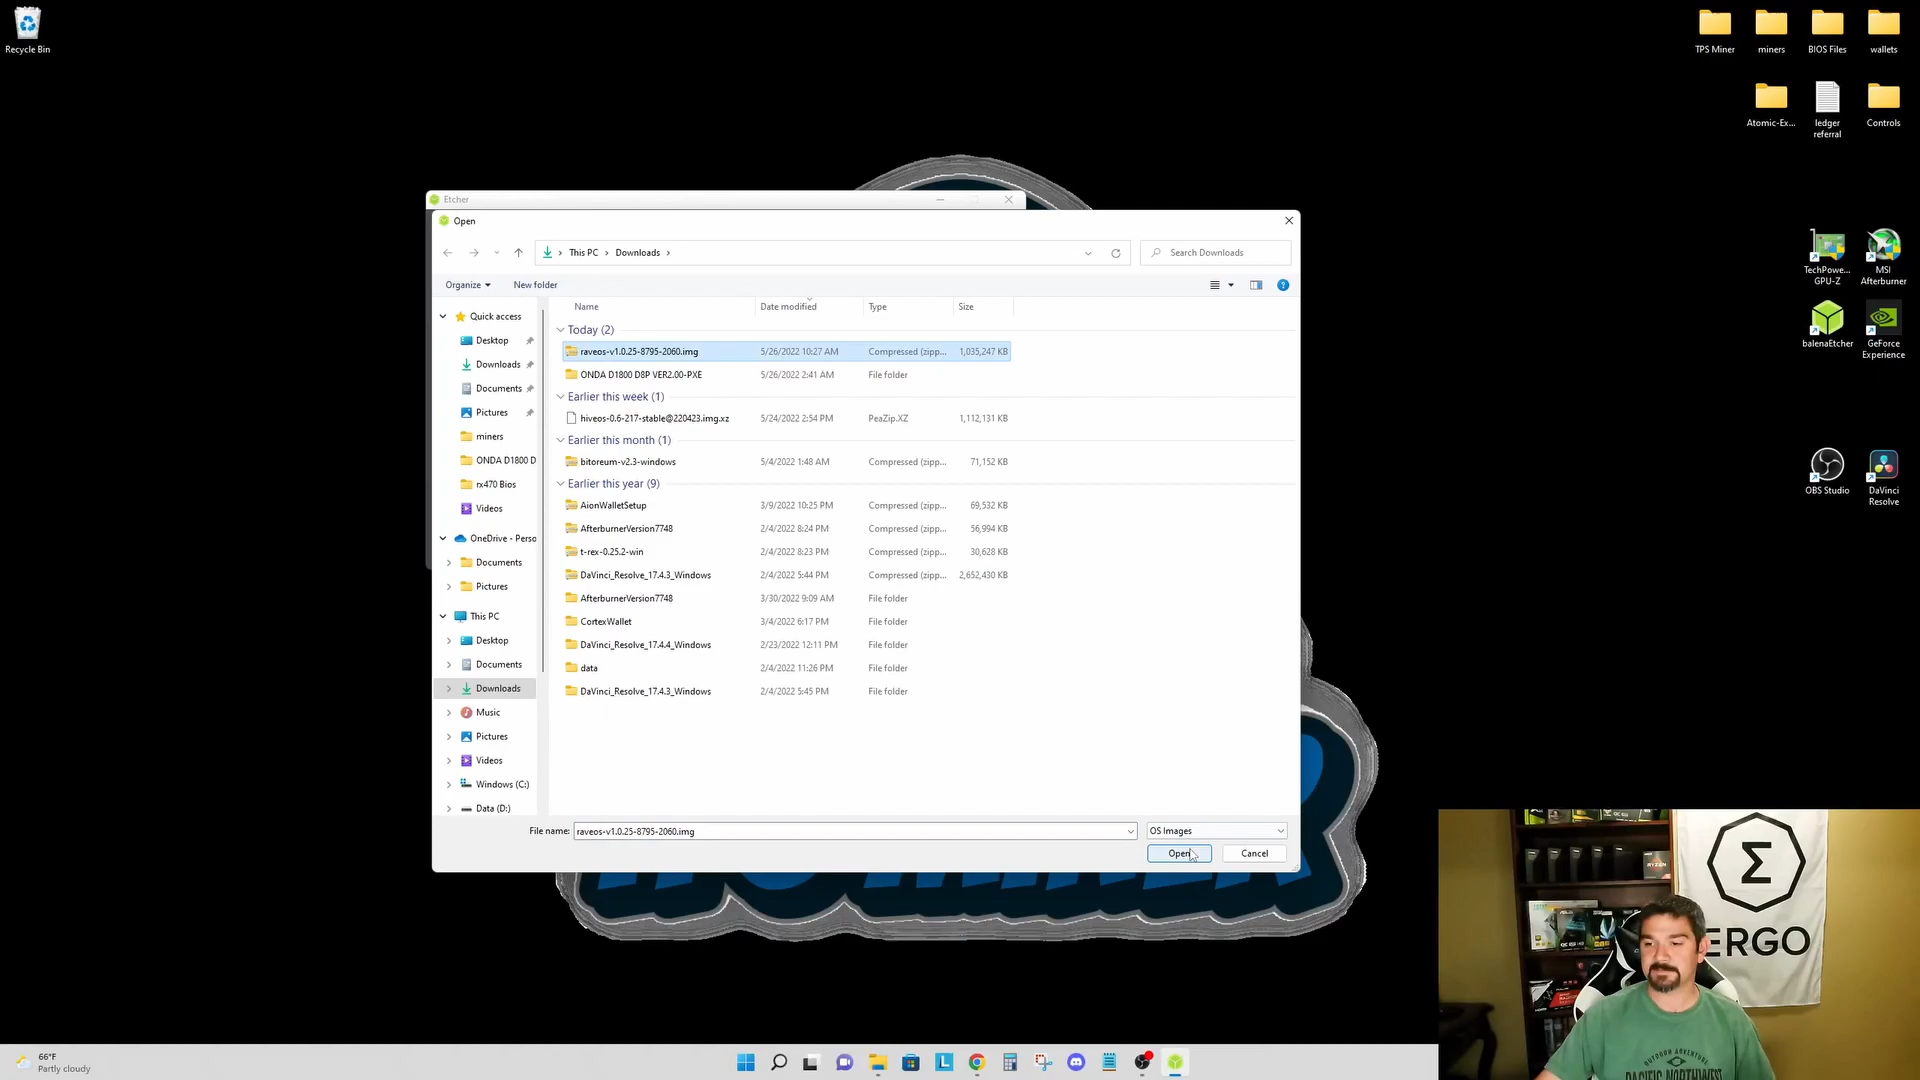 Recycle Bin
TPS Miner
miners
BIOS Files
wallets
Atomic-Ex...
ledger
referral
Controls
TechPowe...
GPU-Z
MSI
Afterburner
balenaEtcher
GeForce
Experience
OBS Studio
DaVinci
Resolve
Etcher
Open
This PC > Downloads >
Search Downloads
Organize
New folder
Quick access
Desktop
Downloads
Documents
Pictures
miners
ONDA D1800 D
rx470 Bios
Videos
OneDrive - Perso
Documents
Pictures
This PC
Desktop
Documents
Downloads
Music
Pictures
Videos
Windows (C:)
Data (D:)
Name Date modified Type Size
Today (2)
raveos-v1.0.25-8795-2060.img 5/26/2022 10:27 AM Compressed (zipp... 1,035,247 KB
ONDA D1800 D8P VER2.00-PXE 5/26/2022 2:41 AM File folder
Earlier this week (1)
hiveos-0.6-217-stable@220423.img.xz 5/24/2022 2:54 PM PeaZip.XZ 1,112,131 KB
Earlier this month (1)
bitoreum-v2.3-windows 5/4/2022 1:48 AM Compressed (zipp... 71,152 KB
Earlier this year (9)
AionWalletSetup 3/9/2022 10:25 PM Compressed (zipp... 69,532 KB
AfterburnerVersion7748 2/4/2022 8:24 PM Compressed (zipp... 56,994 KB
t-rex-0.25.2-win 2/4/2022 8:23 PM Compressed (zipp... 30,628 KB
DaVinci_Resolve_17.4.3_Windows 2/4/2022 5:44 PM Compressed (zipp... 2,652,430 KB
AfterburnerVersion7748 3/30/2022 9:09 AM File folder
CortexWallet 3/4/2022 6:17 PM File folder
DaVinci_Resolve_17.4.4_Windows 2/23/2022 12:11 PM File folder
data 2/4/2022 11:26 PM File folder
DaVinci_Resolve_17.4.3_Windows 2/4/2022 5:45 PM File folder
File name: raveos-v1.0.25-8795-2060.img
OS Images
Open
Cancel
66°F
Partly cloudy
Σ
ERGO
RYZEN
OUTDOOR ADVENTURE
PACIFIC NORTHWEST